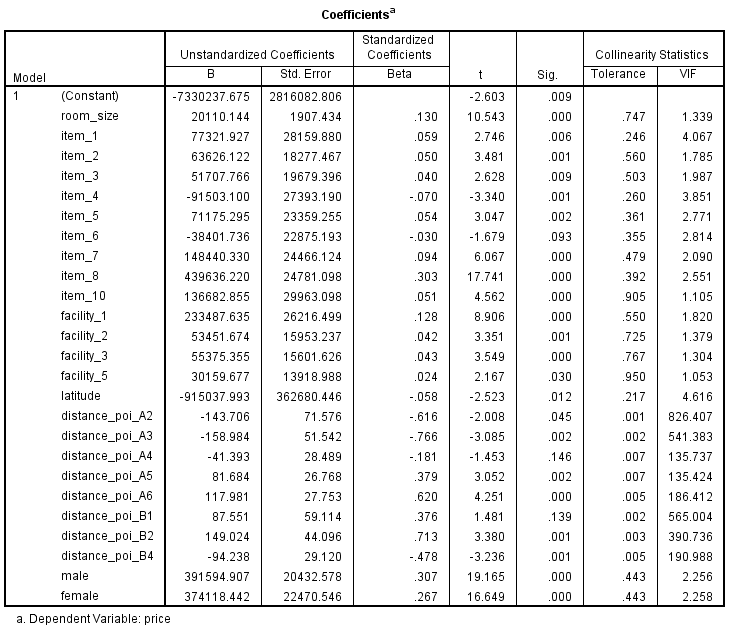 Coefficientsa
Model Unstandardized Coefficients Standardized Coefficients t Sig. Collinearity Statistics
B Std. Error Beta Tolerance VIF
1 (Constant) -7330237.675 2816082.806 -2.603 .009
room_size 20110.144 1907.434 .130 10.543 .000 .747 1.339
item_1 77321.927 28159.880 .059 2.746 .006 .246 4.067
item_2 63626.122 18277.467 .050 3.481 .001 .560 1.785
item_3 51707.766 19679.396 .040 2.628 .009 .503 1.987
item_4 -91503.100 27393.190 -.070 -3.340 .001 .260 3.851
item_5 71175.295 23359.255 .054 3.047 .002 .361 2.771
item_6 -38401.736 22875.193 -.030 -1.679 .093 .355 2.814
item_7 148440.330 24466.124 .094 6.067 .000 .479 2.090
item_8 439636.220 24781.098 .303 17.741 .000 .392 2.551
item_10 136682.855 29963.098 .051 4.562 .000 .905 1.105
facility_1 233487.635 26216.499 .128 8.906 .000 .550 1.820
facility_2 53451.674 15953.237 .042 3.351 .001 .725 1.379
facility_3 55375.355 15601.626 .043 3.549 .000 .767 1.304
facility_5 30159.677 13918.988 .024 2.167 .030 .950 1.053
latitude -915037.993 362680.446 -.058 -2.523 .012 .217 4.616
distance_poi_A2 -143.706 71.576 -.616 -2.008 .045 .001 826.407
distance_poi_A3 -158.984 51.542 -.766 -3.085 .002 .002 541.383
distance_poi_A4 -41.393 28.489 -.181 -1.453 .146 .007 135.737
distance_poi_A5 81.684 26.768 .379 3.052 .002 .007 135.424
distance_poi_A6 117.981 27.753 .620 4.251 .000 .005 186.412
distance_poi_B1 87.551 59.114 .376 1.481 .139 .002 565.004
distance_poi_B2 149.024 44.096 .713 3.380 .001 .003 390.736
distance_poi_B4 -94.238 29.120 -.478 -3.236 .001 .005 190.988
male 391594.907 20432.578 .307 19.165 .000 .443 2.256
female 374118.442 22470.546 .267 16.649 .000 .443 2.258
a. Dependent Variable: price